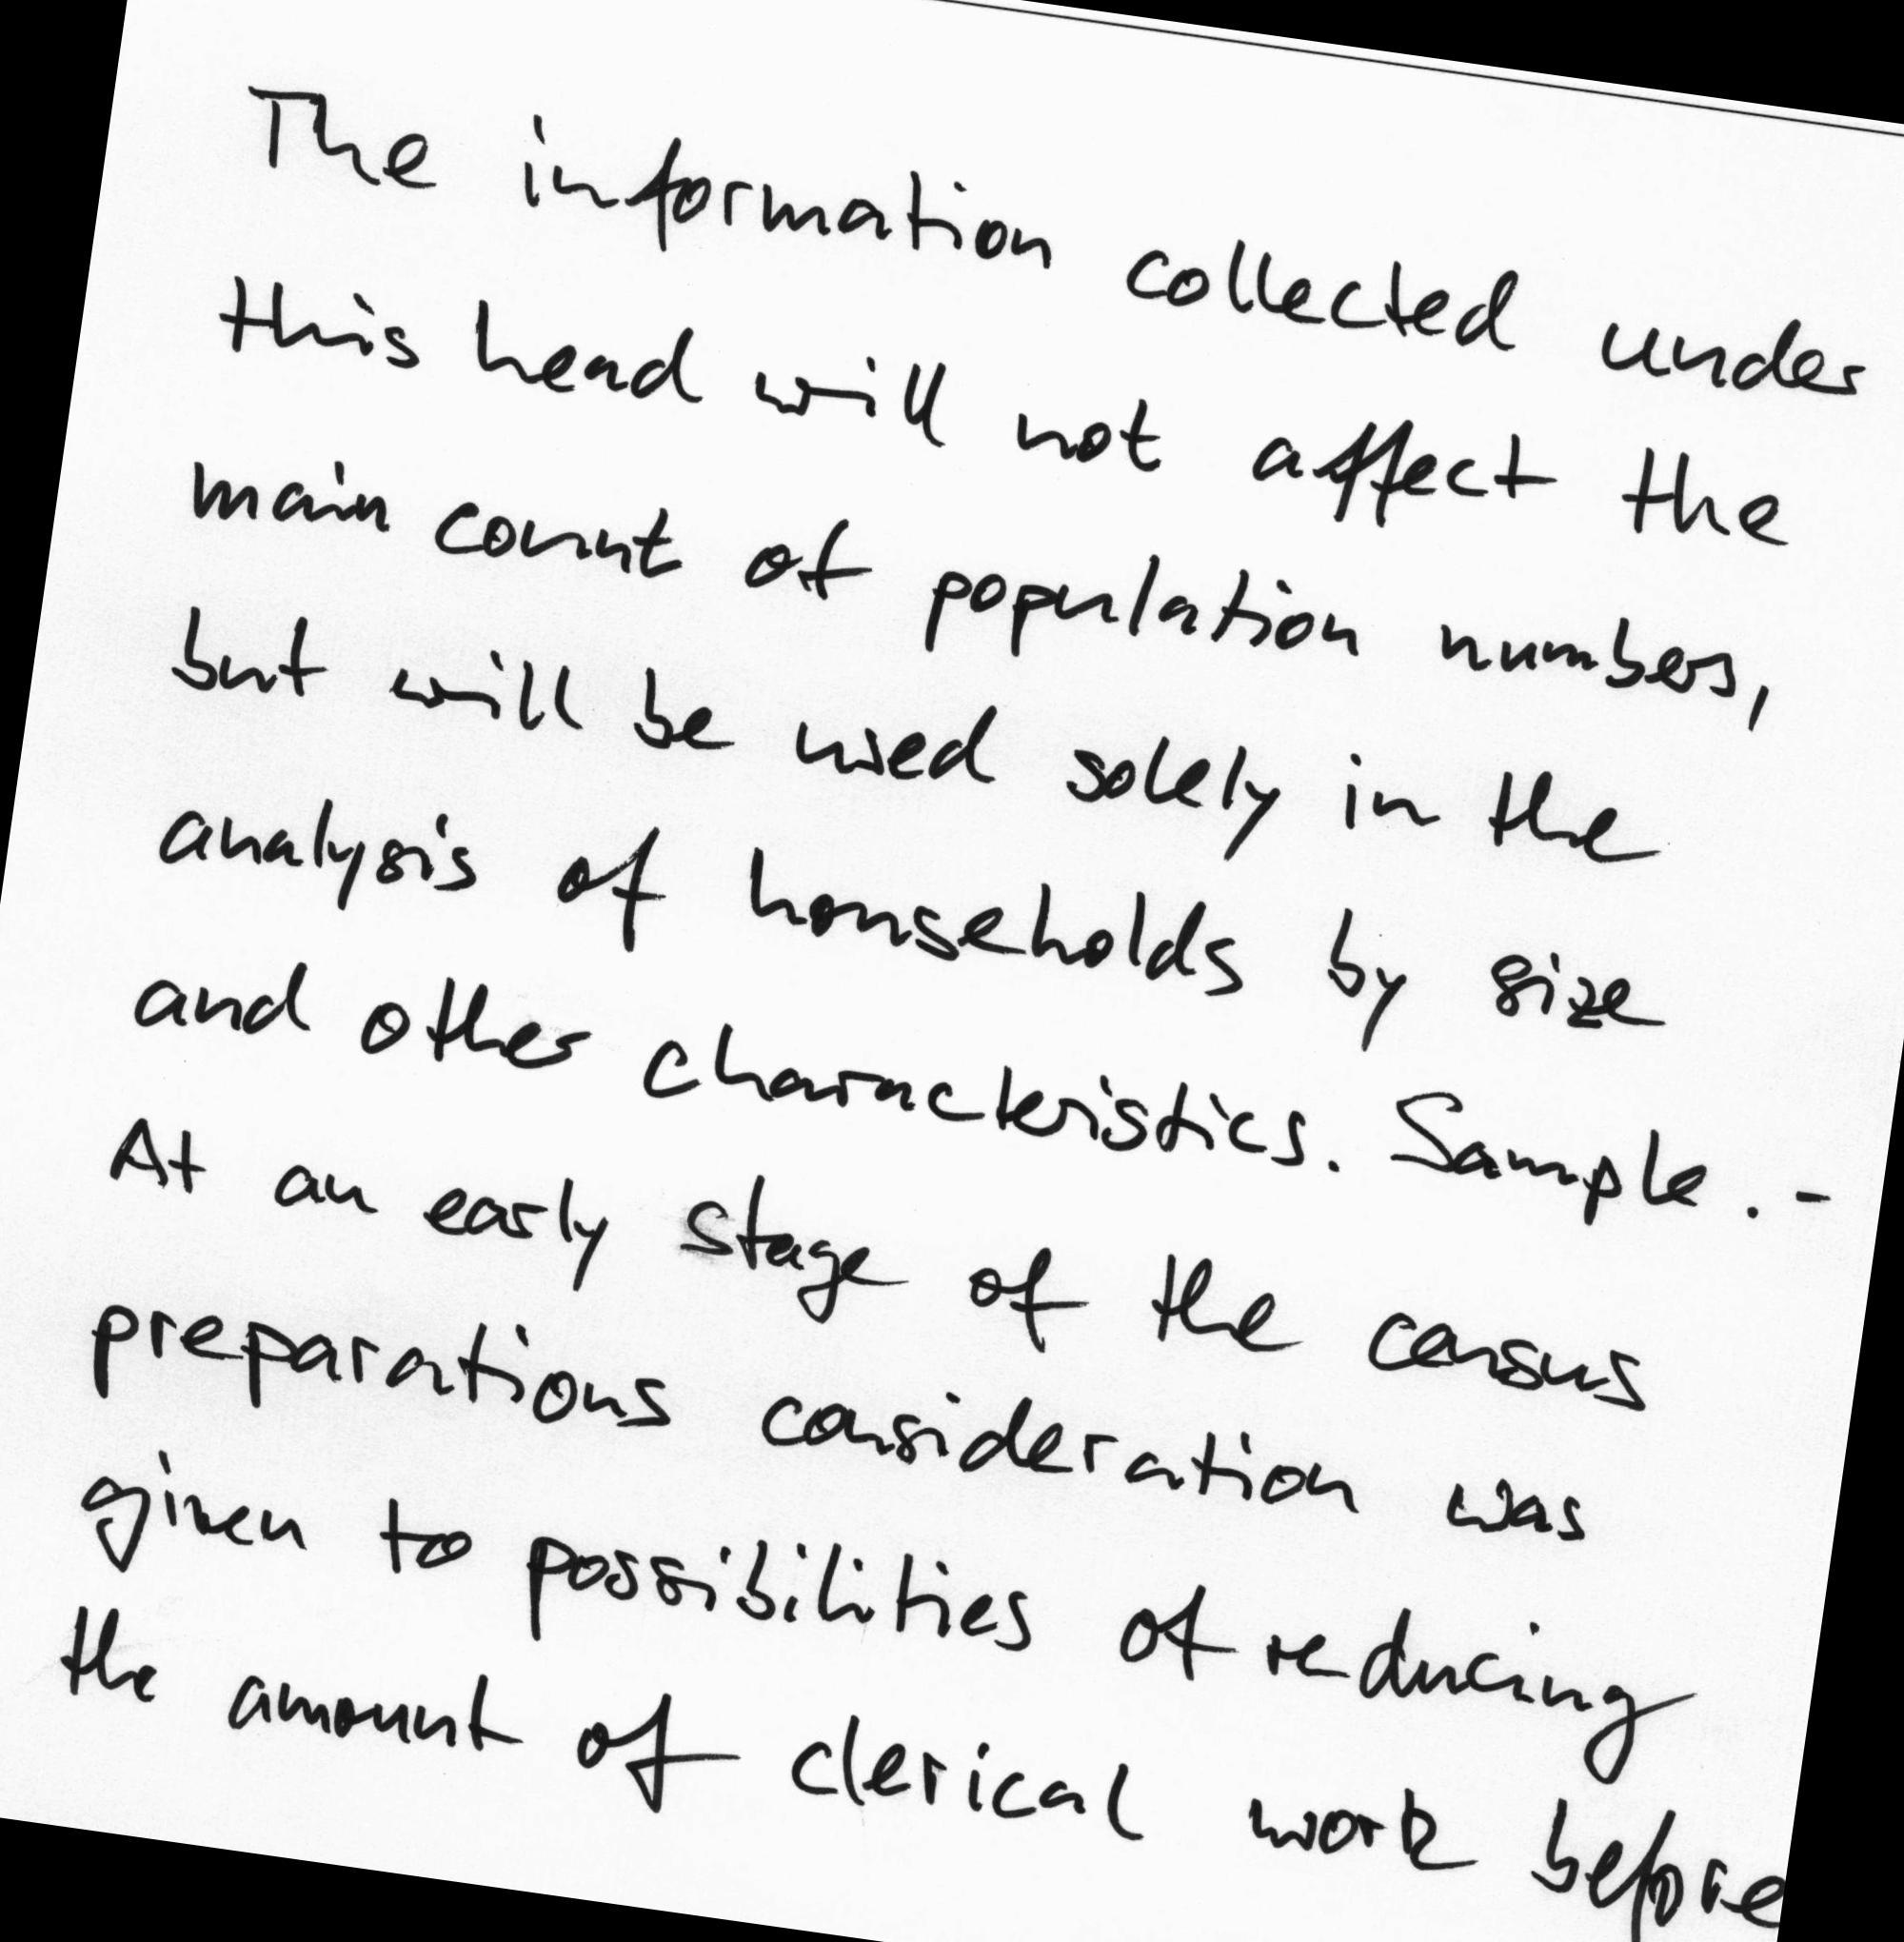 The information collected under
this head will not affect the
main count of population numbers,
but will be used solely in the
analysis of households by size
and other characteristics. Sample. -
At an early stage of the census
preparations consideration was
given to possibilities of reducing
the amount of clerical work before